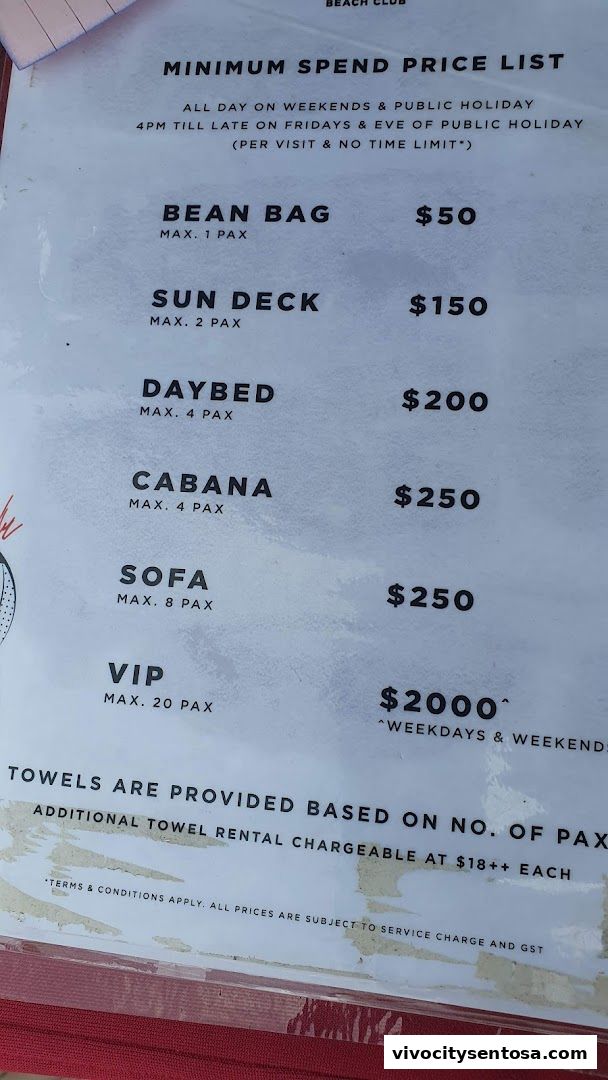 BEACH CLUB
MINIMUM SPEND PRICE LIST
ALL DAY ON WEEKENDS & PUBLIC HOLIDAY
4PM TILL LATE ON FRIDAYS & EVE OF PUBLIC HOLIDAY
(PER VISIT & NO TIME LIMIT*)
BEAN BAG $50
MAX. 1 PAX
SUN DECK $150
MAX. 2 PAX
DAYBED $200
MAX. 4 PAX
CABANA $250
MAX. 4 PAX
SOFA $250
MAX. 8 PAX
VIP $2000^
MAX. 20 PAX
^WEEKDAYS & WEEKENDS
TOWELS ARE PROVIDED BASED ON NO. OF PAX
ADDITIONAL TOWEL RENTAL CHARGEABLE AT $18++ EACH
*TERMS & CONDITIONS APPLY. ALL PRICES ARE SUBJECT TO SERVICE CHARGE AND GST
vivocitysentosa.com